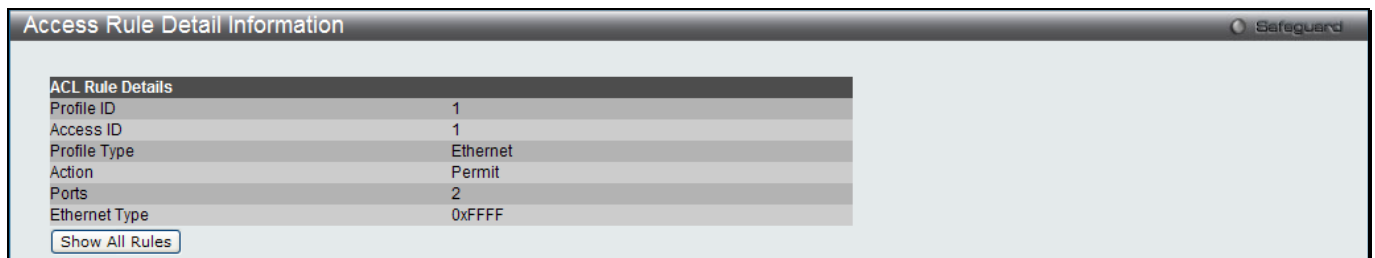 Access Rule Detail Information
Safeguard
ACL Rule Details
Profile ID 1
Access ID 1
Profile Type Ethernet
Action Permit
Ports 2
Ethernet Type 0xFFFF
Show All Rules